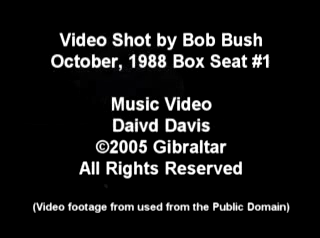 Video Shot by Bob Bush
October, 1988 Box Seat #1
Music Video
Daivd Davis
©2005 Gibraltar
All Rights Reserved
(Video footage from used from the Public Domain)